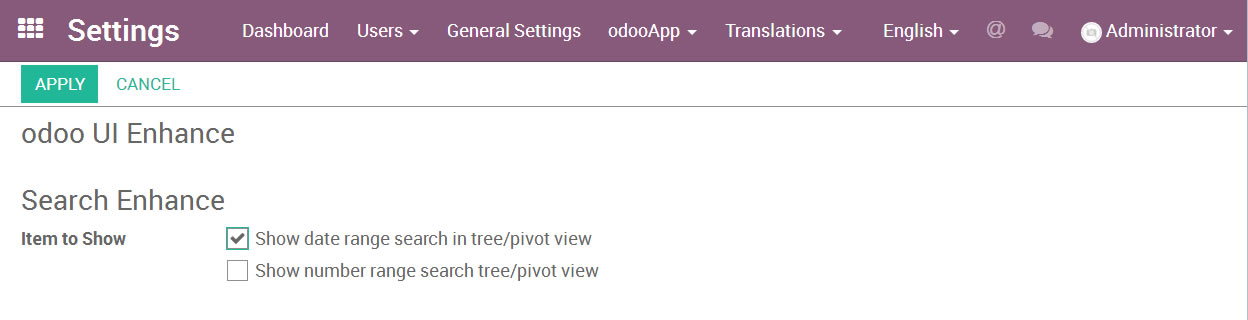 Settings Dashboard Users General Settings odooApp Translations English @ Administrator
APPLY CANCEL
odoo UI Enhance
Search Enhance
Item to Show Show date range search in tree/pivot view
Show number range search tree/pivot view